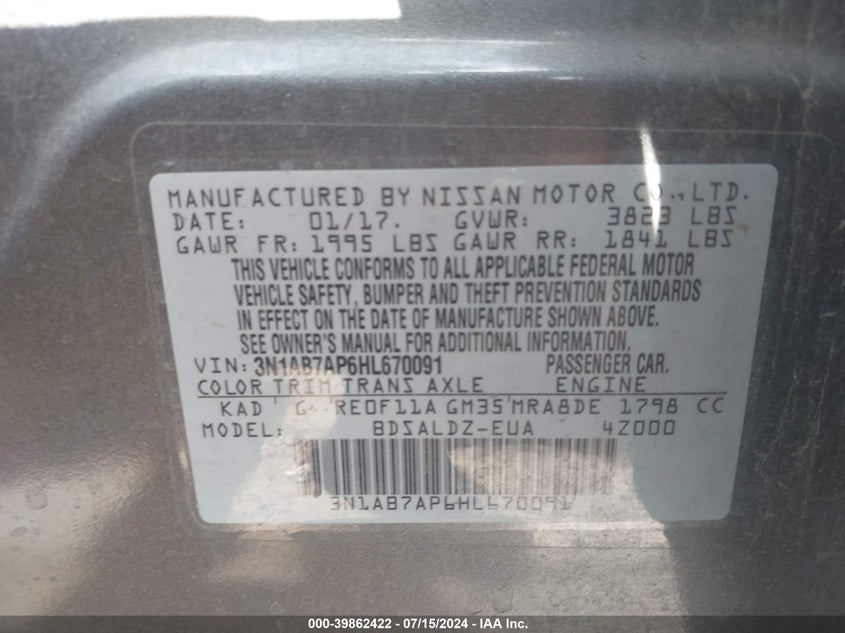 MANUFACTURED BY NISSAN MOTOR CO., LTD.
DATE: 01/17. GVWR: 3823 LBS
GAWR FR: 1995 LBS GAWR RR: 1841 LBS
THIS VEHICLE CONFORMS TO ALL APPLICABLE FEDERAL MOTOR
VEHICLE SAFETY, BUMPER AND THEFT PREVENTION STANDARDS
IN EFFECT ON THE DATE OF MANUFACTURE SHOWN ABOVE.
SEE OWNER'S MANUAL FOR ADDITIONAL INFORMATION.
VIN: 3N1AB7AP6HL670091 PASSENGER CAR.
COLOR TRIM TRANS AXLE ENGINE
KAD G RE0F11A GM35 MRA8DE 1798 CC
MODEL: BDSALDZ-EUA 4Z000
3N1AB7AP6HL670091
000-39862422 - 07/15/2024 - IAA Inc.